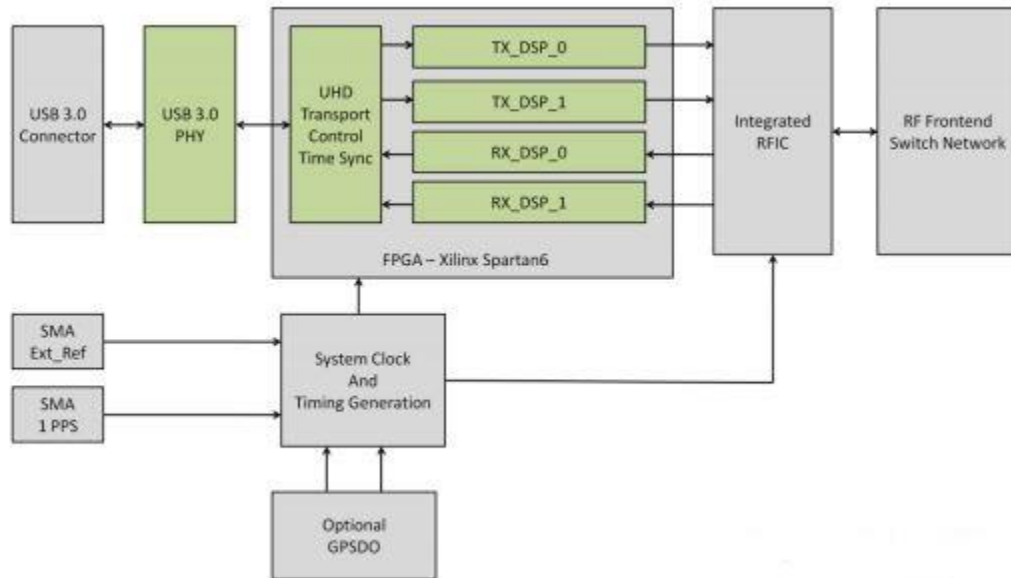 USB 3.0
Connector
USB 3.0
PHY
UHD
Transport
Control
Time Sync
TX_DSP_0
TX_DSP_1
RX_DSP_0
RX_DSP_1
FPGA – Xilinx Spartan6
Integrated
RFIC
RF Frontend
Switch Network
SMA
Ext_Ref
SMA
1 PPS
System Clock
And
Timing Generation
Optional
GPSDO